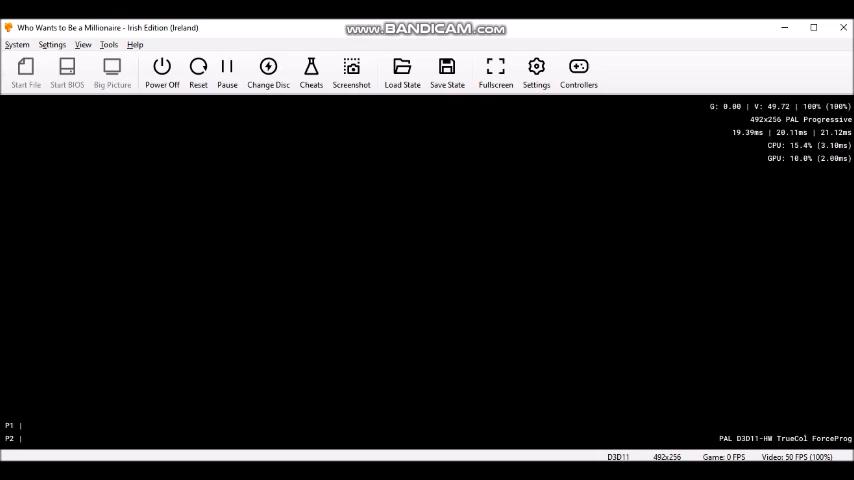 Who Wants to Be a Millionaire - Irish Edition (Ireland)
www.BANDICAM.com
System Settings View Tools Help
Start File Start BIOS Big Picture Power Off Reset Pause Change Disc Cheats Screenshot Load State Save State Fullscreen Settings Controllers
G: 0.00 | V: 49.72 | 100% (100%)
492x256 PAL Progressive
19.39ms | 20.11ms | 21.12ms
CPU: 15.4% (3.10ms)
GPU: 10.0% (2.00ms)
P1 |
P2 |
PAL D3D11-HW TrueCol ForceProg
D3D11 492x256 Game: 0 FPS Video: 50 FPS (100%)